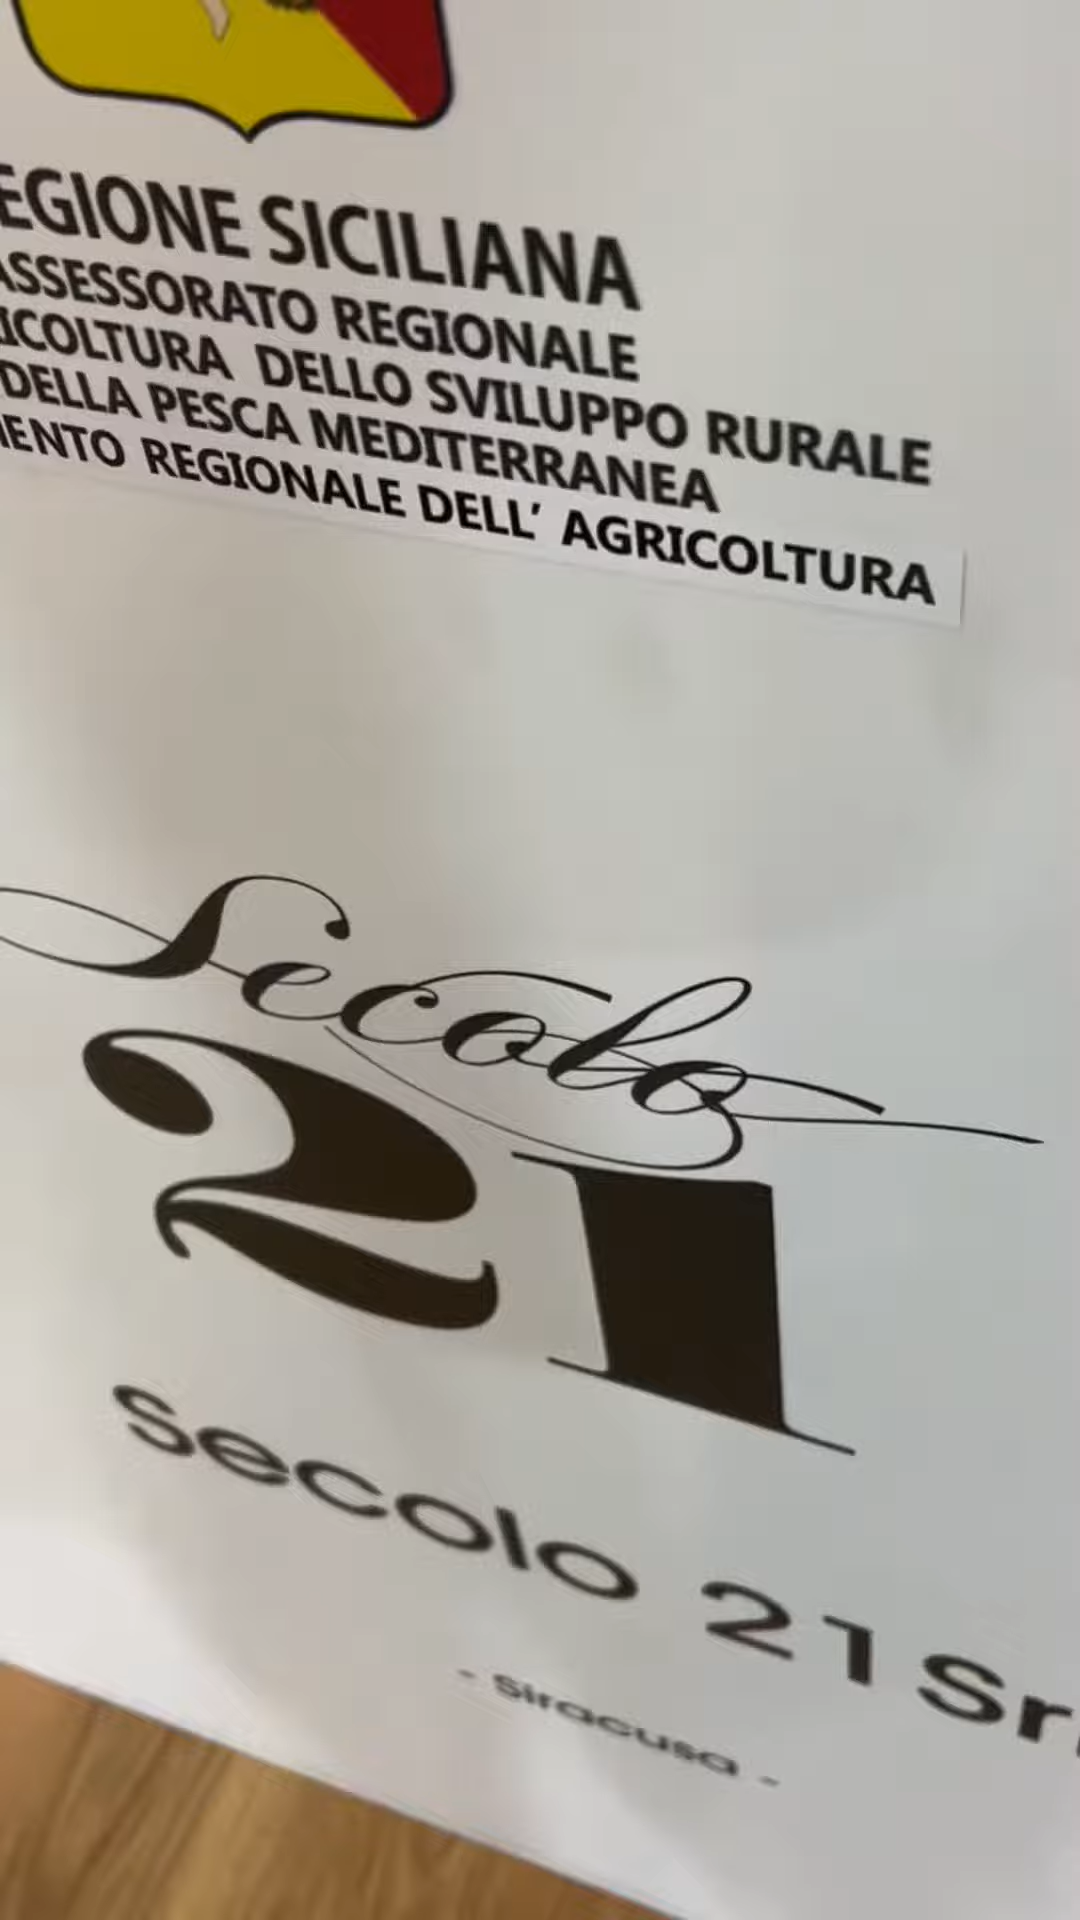 EGIONE SICILIANA
ASSESSORATO REGIONALE
ICOLTURA DELLO SVILUPPO RURALE
DELLA PESCA MEDITERRANEA
MENTO REGIONALE DELL' AGRICOLTURA
Secolo
21
Secolo 21 Sr
- Siracusa -